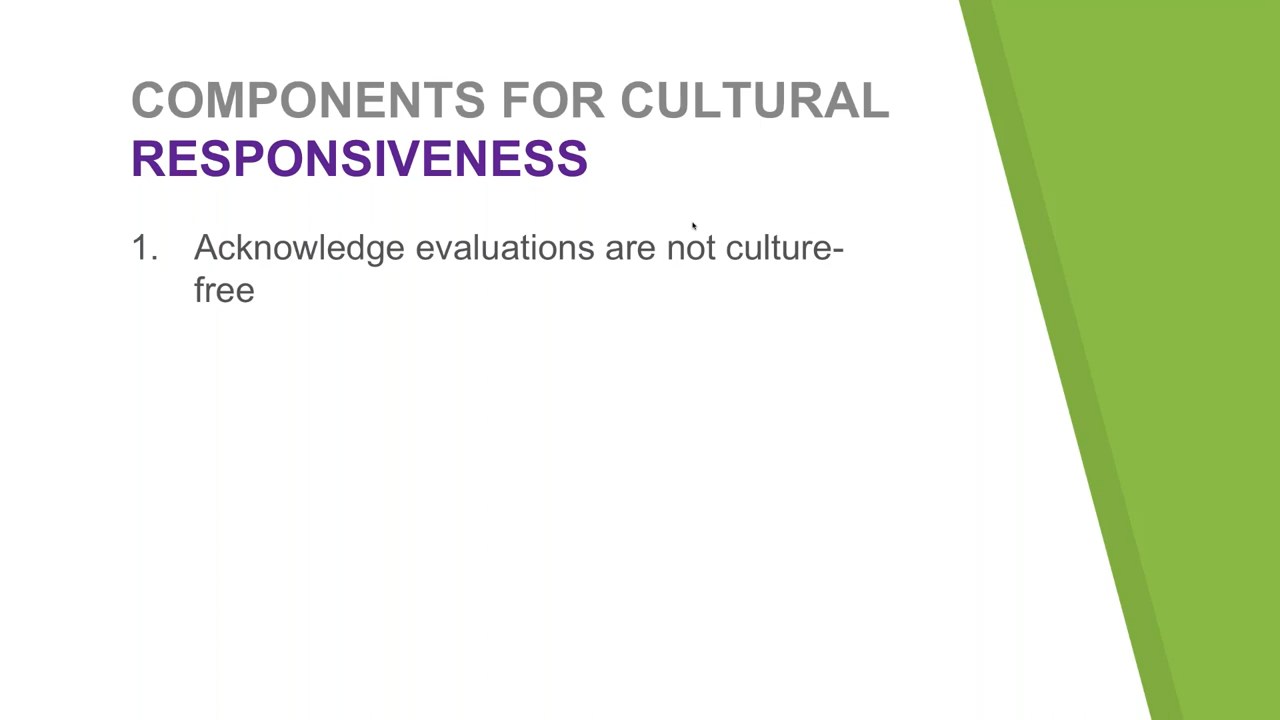 COMPONENTS FOR CULTURAL
RESPONSIVENESS
1. Acknowledge evaluations are not culture-
free